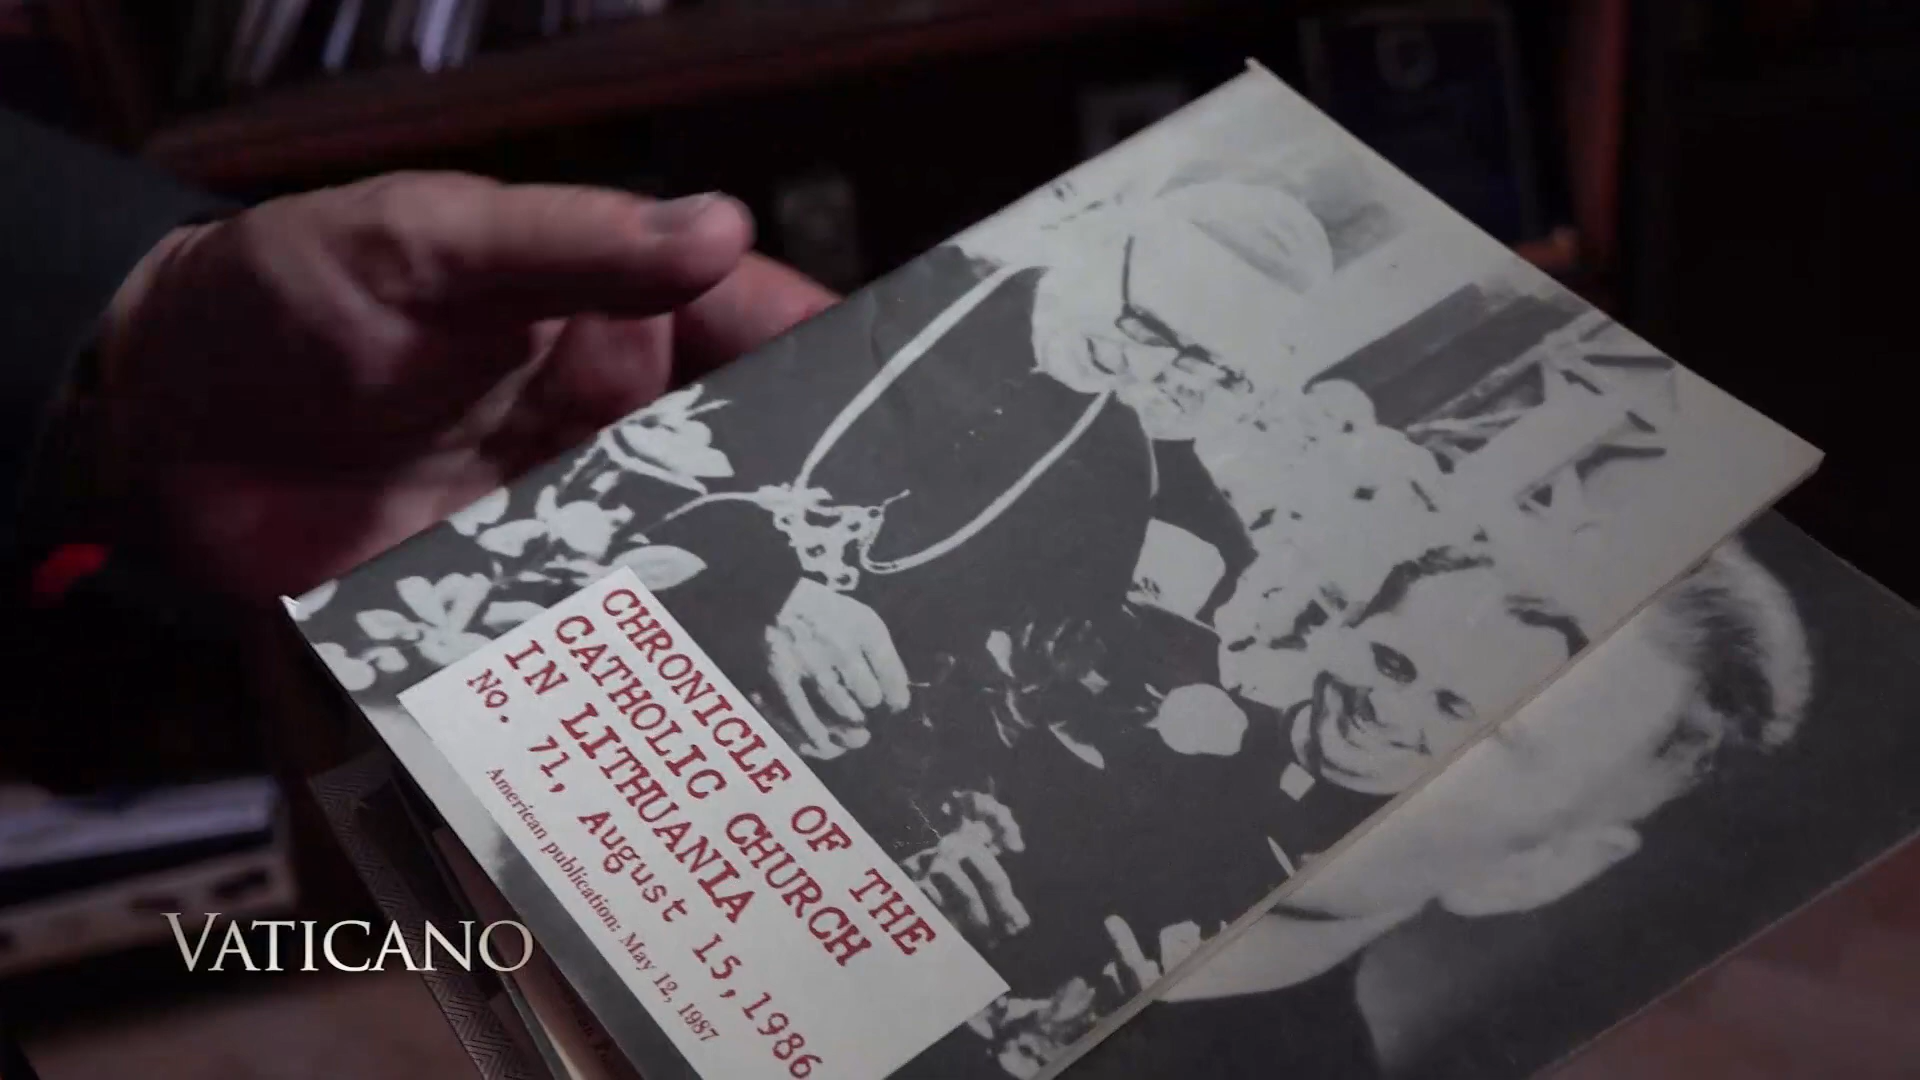 CHRONICLE OF THE
CATHOLIC CHURCH
IN LITHUANIA
No. 71, August 15, 1986
American publication: May 12, 1987
VATICANO